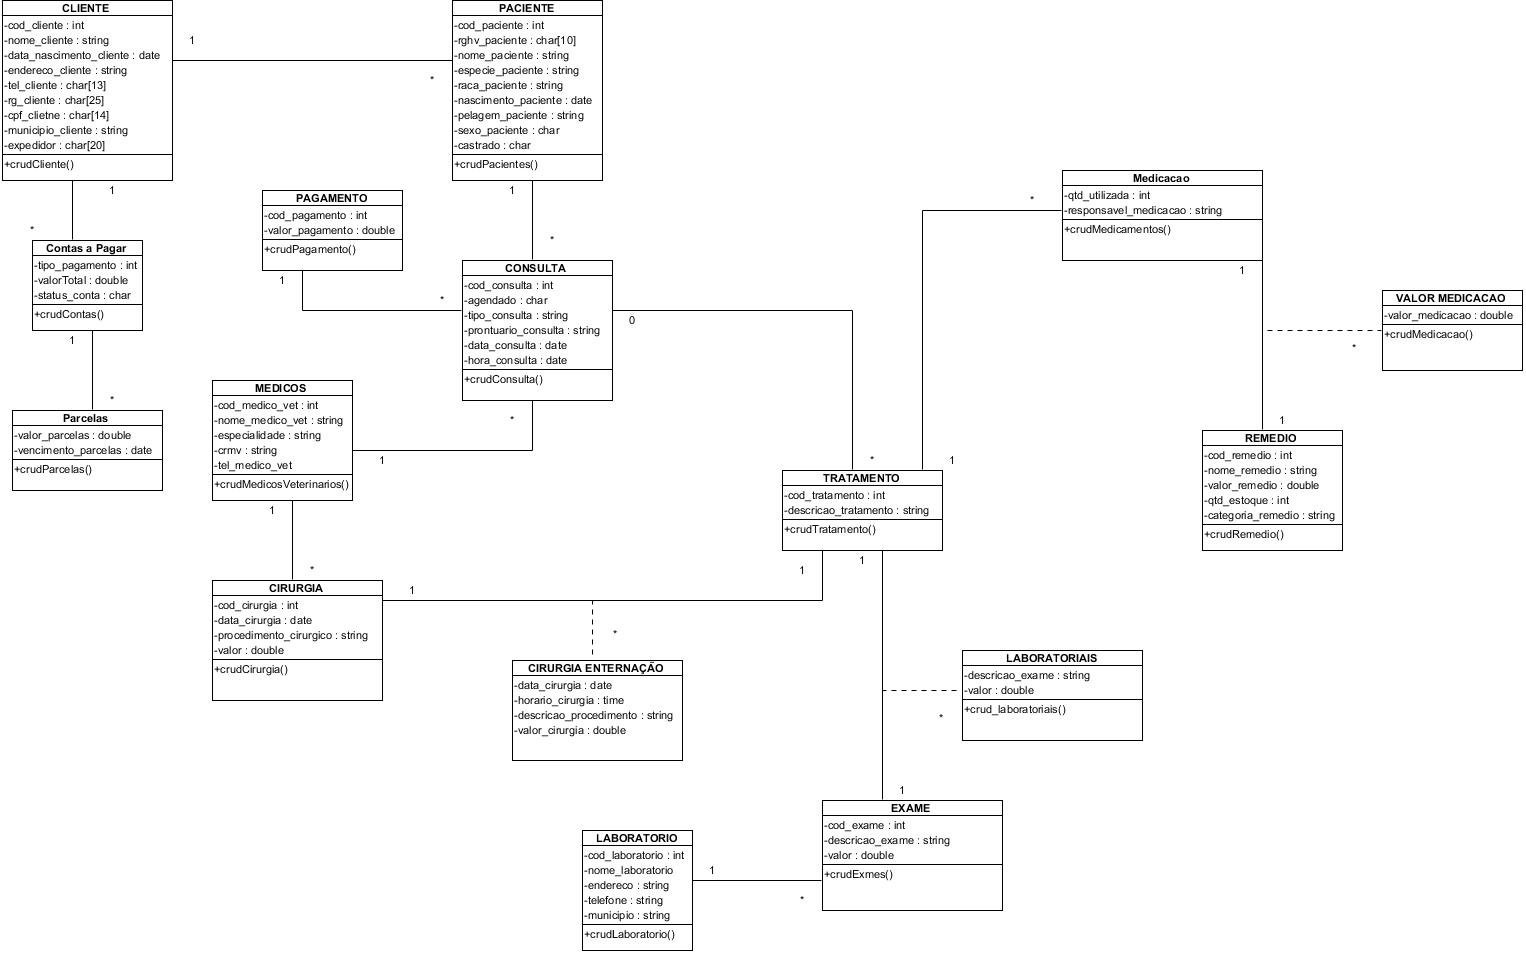 CLIENTE
-cod_cliente : int
-nome_cliente : string
-data_nascimento_cliente : date
-endereco_cliente : string
-tel_cliente : char[13]
-rg_cliente : char[25]
-cpf_clietne : char[14]
-municipio_cliente : string
-expedidor : char[20]
+crudCliente()
1
*
PACIENTE
-cod_paciente : int
-rghv_paciente : char[10]
-nome_paciente : string
-especie_paciente : string
-raca_paciente : string
-nascimento_paciente : date
-pelagem_paciente : string
-sexo_paciente : char
-castrado : char
+crudPacientes()
1
*
1
*
Contas a Pagar
-tipo_pagamento : int
-valorTotal : double
-status_conta : char
+crudContas()
1
*
Parcelas
-valor_parcelas : double
-vencimento_parcelas : date
+crudParcelas()
PAGAMENTO
-cod_pagamento : int
-valor_pagamento : double
+crudPagamento()
1
*
CONSULTA
-cod_consulta : int
-agendado : char
-tipo_consulta : string
-prontuario_consulta : string
-data_consulta : date
-hora_consulta : date
+crudConsulta()
0
*
*
1
MEDICOS
-cod_medico_vet : int
-nome_medico_vet : string
-especialidade : string
-crmv : string
-tel_medico_vet
+crudMedicosVeterinarios()
1
*
Medicacao
-qtd_utilizada : int
-responsavel_medicacao : string
+crudMedicamentos()
*
1
1
1
VALOR MEDICACAO
-valor_medicacao : double
+crudMedicacao()
*
REMEDIO
-cod_remedio : int
-nome_remedio : string
-valor_remedio : double
-qtd_estoque : int
-categoria_remedio : string
+crudRemedio()
TRATAMENTO
-cod_tratamento : int
-descricao_tratamento : string
+crudTratamento()
1
1
CIRURGIA
-cod_cirurgia : int
-data_cirurgia : date
-procedimento_cirurgico : string
-valor : double
+crudCirurgia()
1
*
CIRURGIA ENTERNAÇÃO
-data_cirurgia : date
-horario_cirurgia : time
-descricao_procedimento : string
-valor_cirurgia : double
LABORATORIAIS
-descricao_exame : string
-valor : double
+crud_laboratoriais()
*
1
EXAME
-cod_exame : int
-descricao_exame : string
-valor : double
+crudExmes()
LABORATORIO
-cod_laboratorio : int
-nome_laboratorio
-endereco : string
-telefone : string
-municipio : string
+crudLaboratorio()
1
*